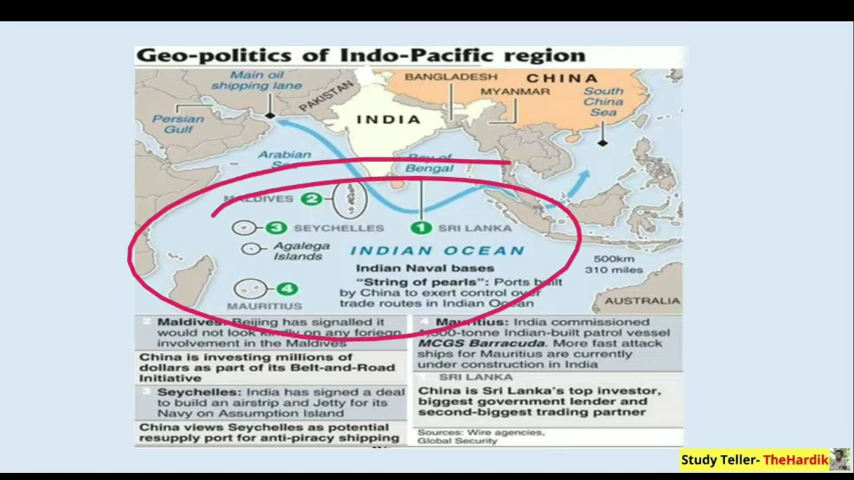 Geo-politics of Indo-Pacific region
Main oil
shipping lane
PAKISTAN
BANGLADESH
CHINA
MYANMAR
South
China
Sea
INDIA
Persian
Gulf
Arabian
Sea
Bay of
Bengal
MALDIVES 2
3 SEYCHELLES
1 SRI LANKA
Agalega
Islands
INDIAN OCEAN
Indian Naval bases
"String of pearls": Ports built
by China to exert control over
trade routes in Indian Ocean
4
MAURITIUS
500km
310 miles
AUSTRALIA
2 Maldives: Beijing has signalled it
would not look kindly on any foriegn
involvement in the Maldives
China is investing millions of
dollars as part of its Belt-and-Road
Initiative
3 Seychelles: India has signed a deal
to build an airstrip and Jetty for its
Navy on Assumption Island
China views Seychelles as potential
resupply port for anti-piracy shipping
4 Mauritius: India commissioned
-tonne Indian-built patrol vessel
MCGS Barracuda. More fast attack
ships for Mauritius are currently
under construction in India
SRI LANKA
China is Sri Lanka's top investor,
biggest government lender and
second-biggest trading partner
Sources: Wire agencies,
Global Security
Study Teller- TheHardik